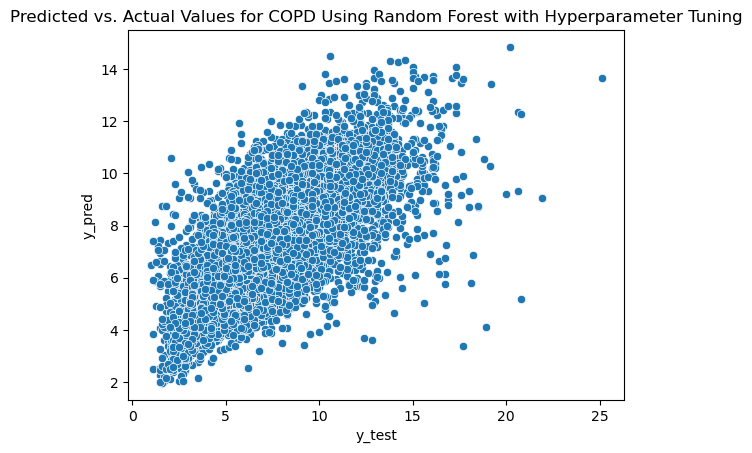 Predicted vs. Actual Values for COPD Using Random Forest with Hyperparameter Tuning
14
12
10
8
6
4
2
y_pred
0 5 10 15 20 25
y_test